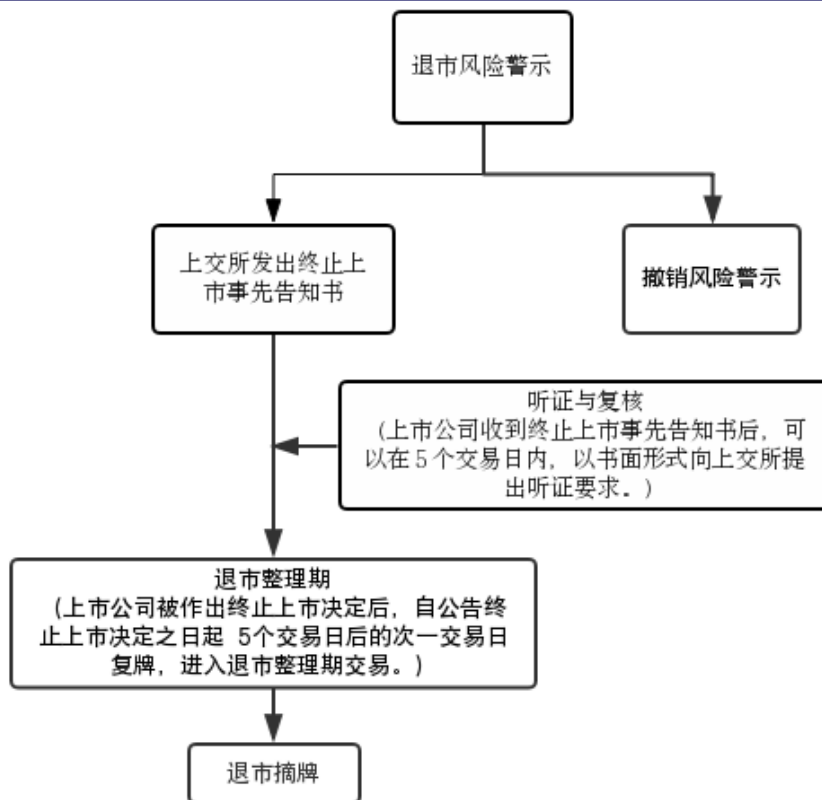 退市风险警示
上交所发出终止上
市事先告知书
撤销风险警示
听证与复核
（上市公司收到终止上市事先告知书后，可
以在5个交易日内，以书面形式向上交所提
出听证要求。）
退市整理期
（上市公司被作出终止上市决定后，自公告终
止上市决定之日起 5个交易日后的次一交易日
复牌，进入退市整理期交易。）
退市摘牌